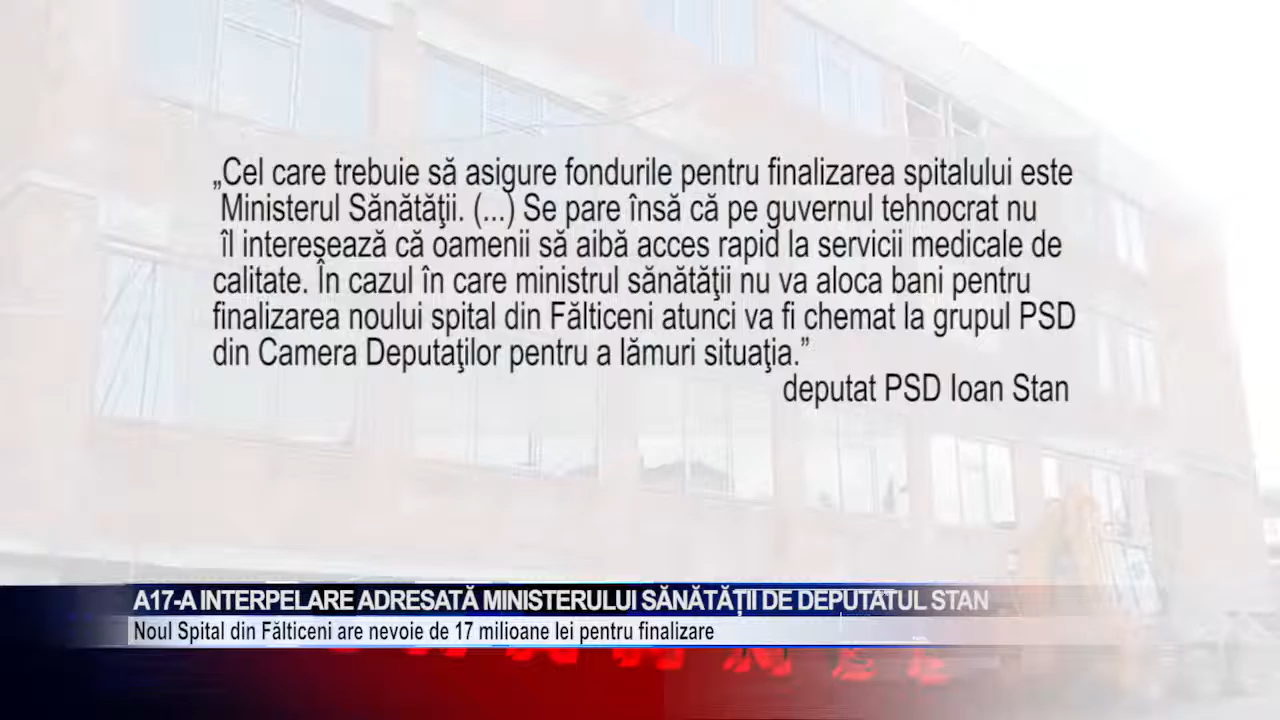 „Cel care trebuie să asigure fondurile pentru finalizarea spitalului este
Ministerul Sănătăţii. (...) Se pare însă că pe guvernul tehnocrat nu
îl interesează că oamenii să aibă acces rapid la servicii medicale de
calitate. În cazul în care ministrul sănătăţii nu va aloca bani pentru
finalizarea noului spital din Fălticeni atunci va fi chemat la grupul PSD
din Camera Deputaţilor pentru a lămuri situaţia.”
deputat PSD Ioan Stan
A17-A INTERPELARE ADRESATĂ MINISTERULUI SĂNĂTĂȚII DE DEPUTATUL STAN
Noul Spital din Fălticeni are nevoie de 17 milioane lei pentru finalizare